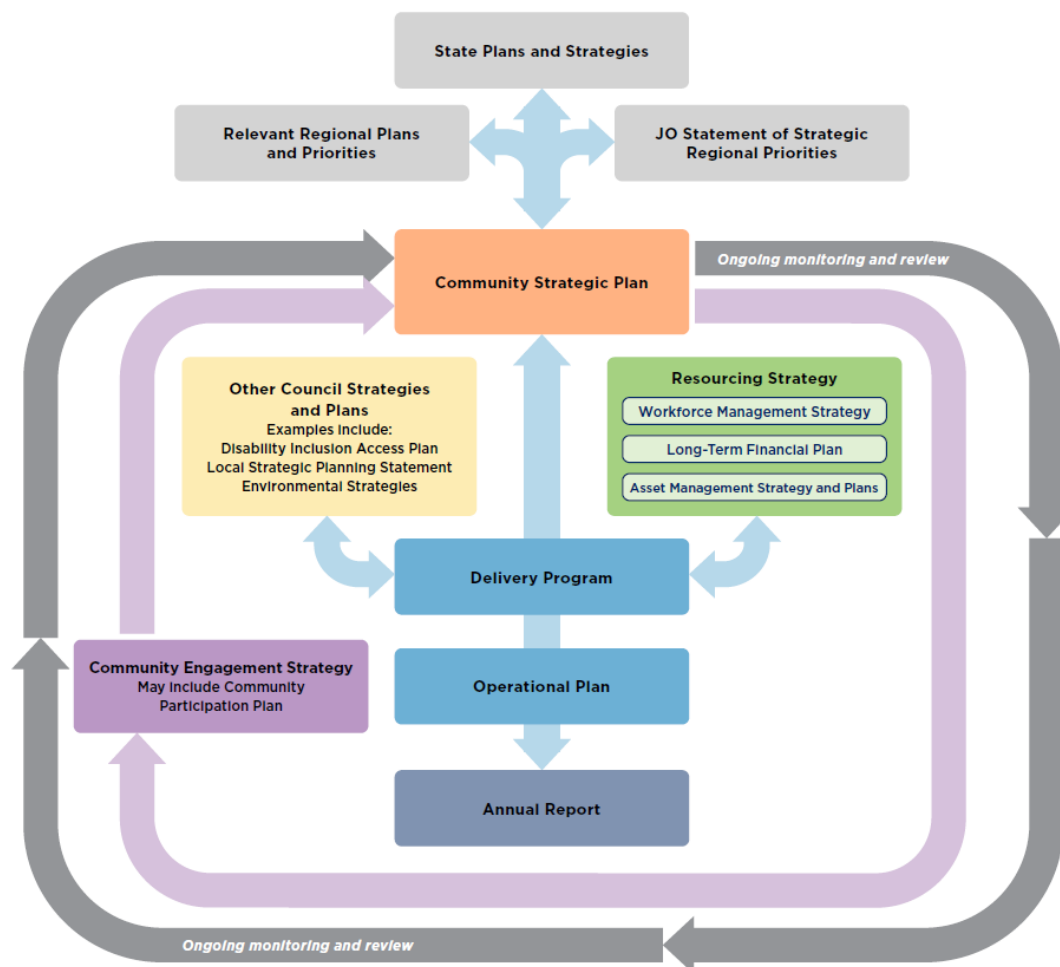 State Plans and Strategies
Relevant Regional Plans
and Priorities
JO Statement of Strategic
Regional Priorities
Community Strategic Plan
Ongoing monitoring and review
Other Council Strategies
and Plans
Examples include:
Disability Inclusion Access Plan
Local Strategic Planning Statement
Environmental Strategies
Resourcing Strategy
Workforce Management Strategy
Long-Term Financial Plan
Asset Management Strategy and Plans
Delivery Program
Community Engagement Strategy
May include Community
Participation Plan
Operational Plan
Annual Report
Ongoing monitoring and review